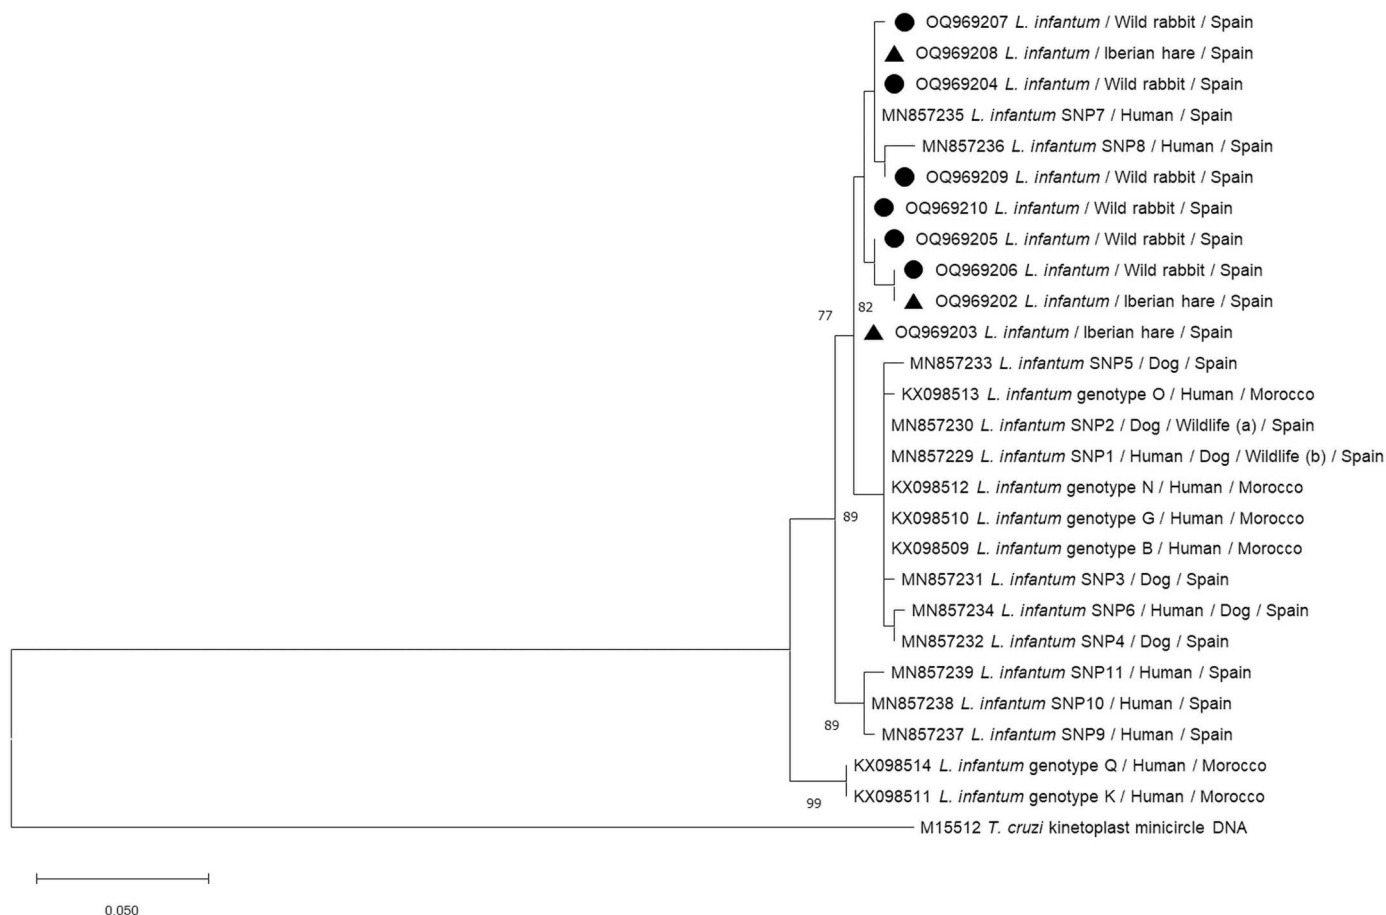 OQ969207 L. infantum / Wild rabbit / Spain
OQ969208 L. infantum / Iberian hare / Spain
OQ969204 L. infantum / Wild rabbit / Spain
MN857235 L. infantum SNP7 / Human / Spain
MN857236 L. infantum SNP8 / Human / Spain
OQ969209 L. infantum / Wild rabbit / Spain
OQ969210 L. infantum / Wild rabbit / Spain
OQ969205 L. infantum / Wild rabbit / Spain
OQ969206 L. infantum / Wild rabbit / Spain
OQ969202 L. infantum / Iberian hare / Spain
77
82
OQ969203 L. infantum / Iberian hare / Spain
MN857233 L. infantum SNP5 / Dog / Spain
KX098513 L. infantum genotype O / Human / Morocco
MN857230 L. infantum SNP2 / Dog / Wildlife (a) / Spain
MN857229 L. infantum SNP1 / Human / Dog / Wildlife (b) / Spain
KX098512 L. infantum genotype N / Human / Morocco
89
KX098510 L. infantum genotype G / Human / Morocco
KX098509 L. infantum genotype B / Human / Morocco
MN857231 L. infantum SNP3 / Dog / Spain
MN857234 L. infantum SNP6 / Human / Dog / Spain
MN857232 L. infantum SNP4 / Dog / Spain
MN857239 L. infantum SNP11 / Human / Spain
MN857238 L. infantum SNP10 / Human / Spain
89
MN857237 L. infantum SNP9 / Human / Spain
KX098514 L. infantum genotype Q / Human / Morocco
KX098511 L. infantum genotype K / Human / Morocco
99
M15512 T. cruzi kinetoplast minicircle DNA
0.050